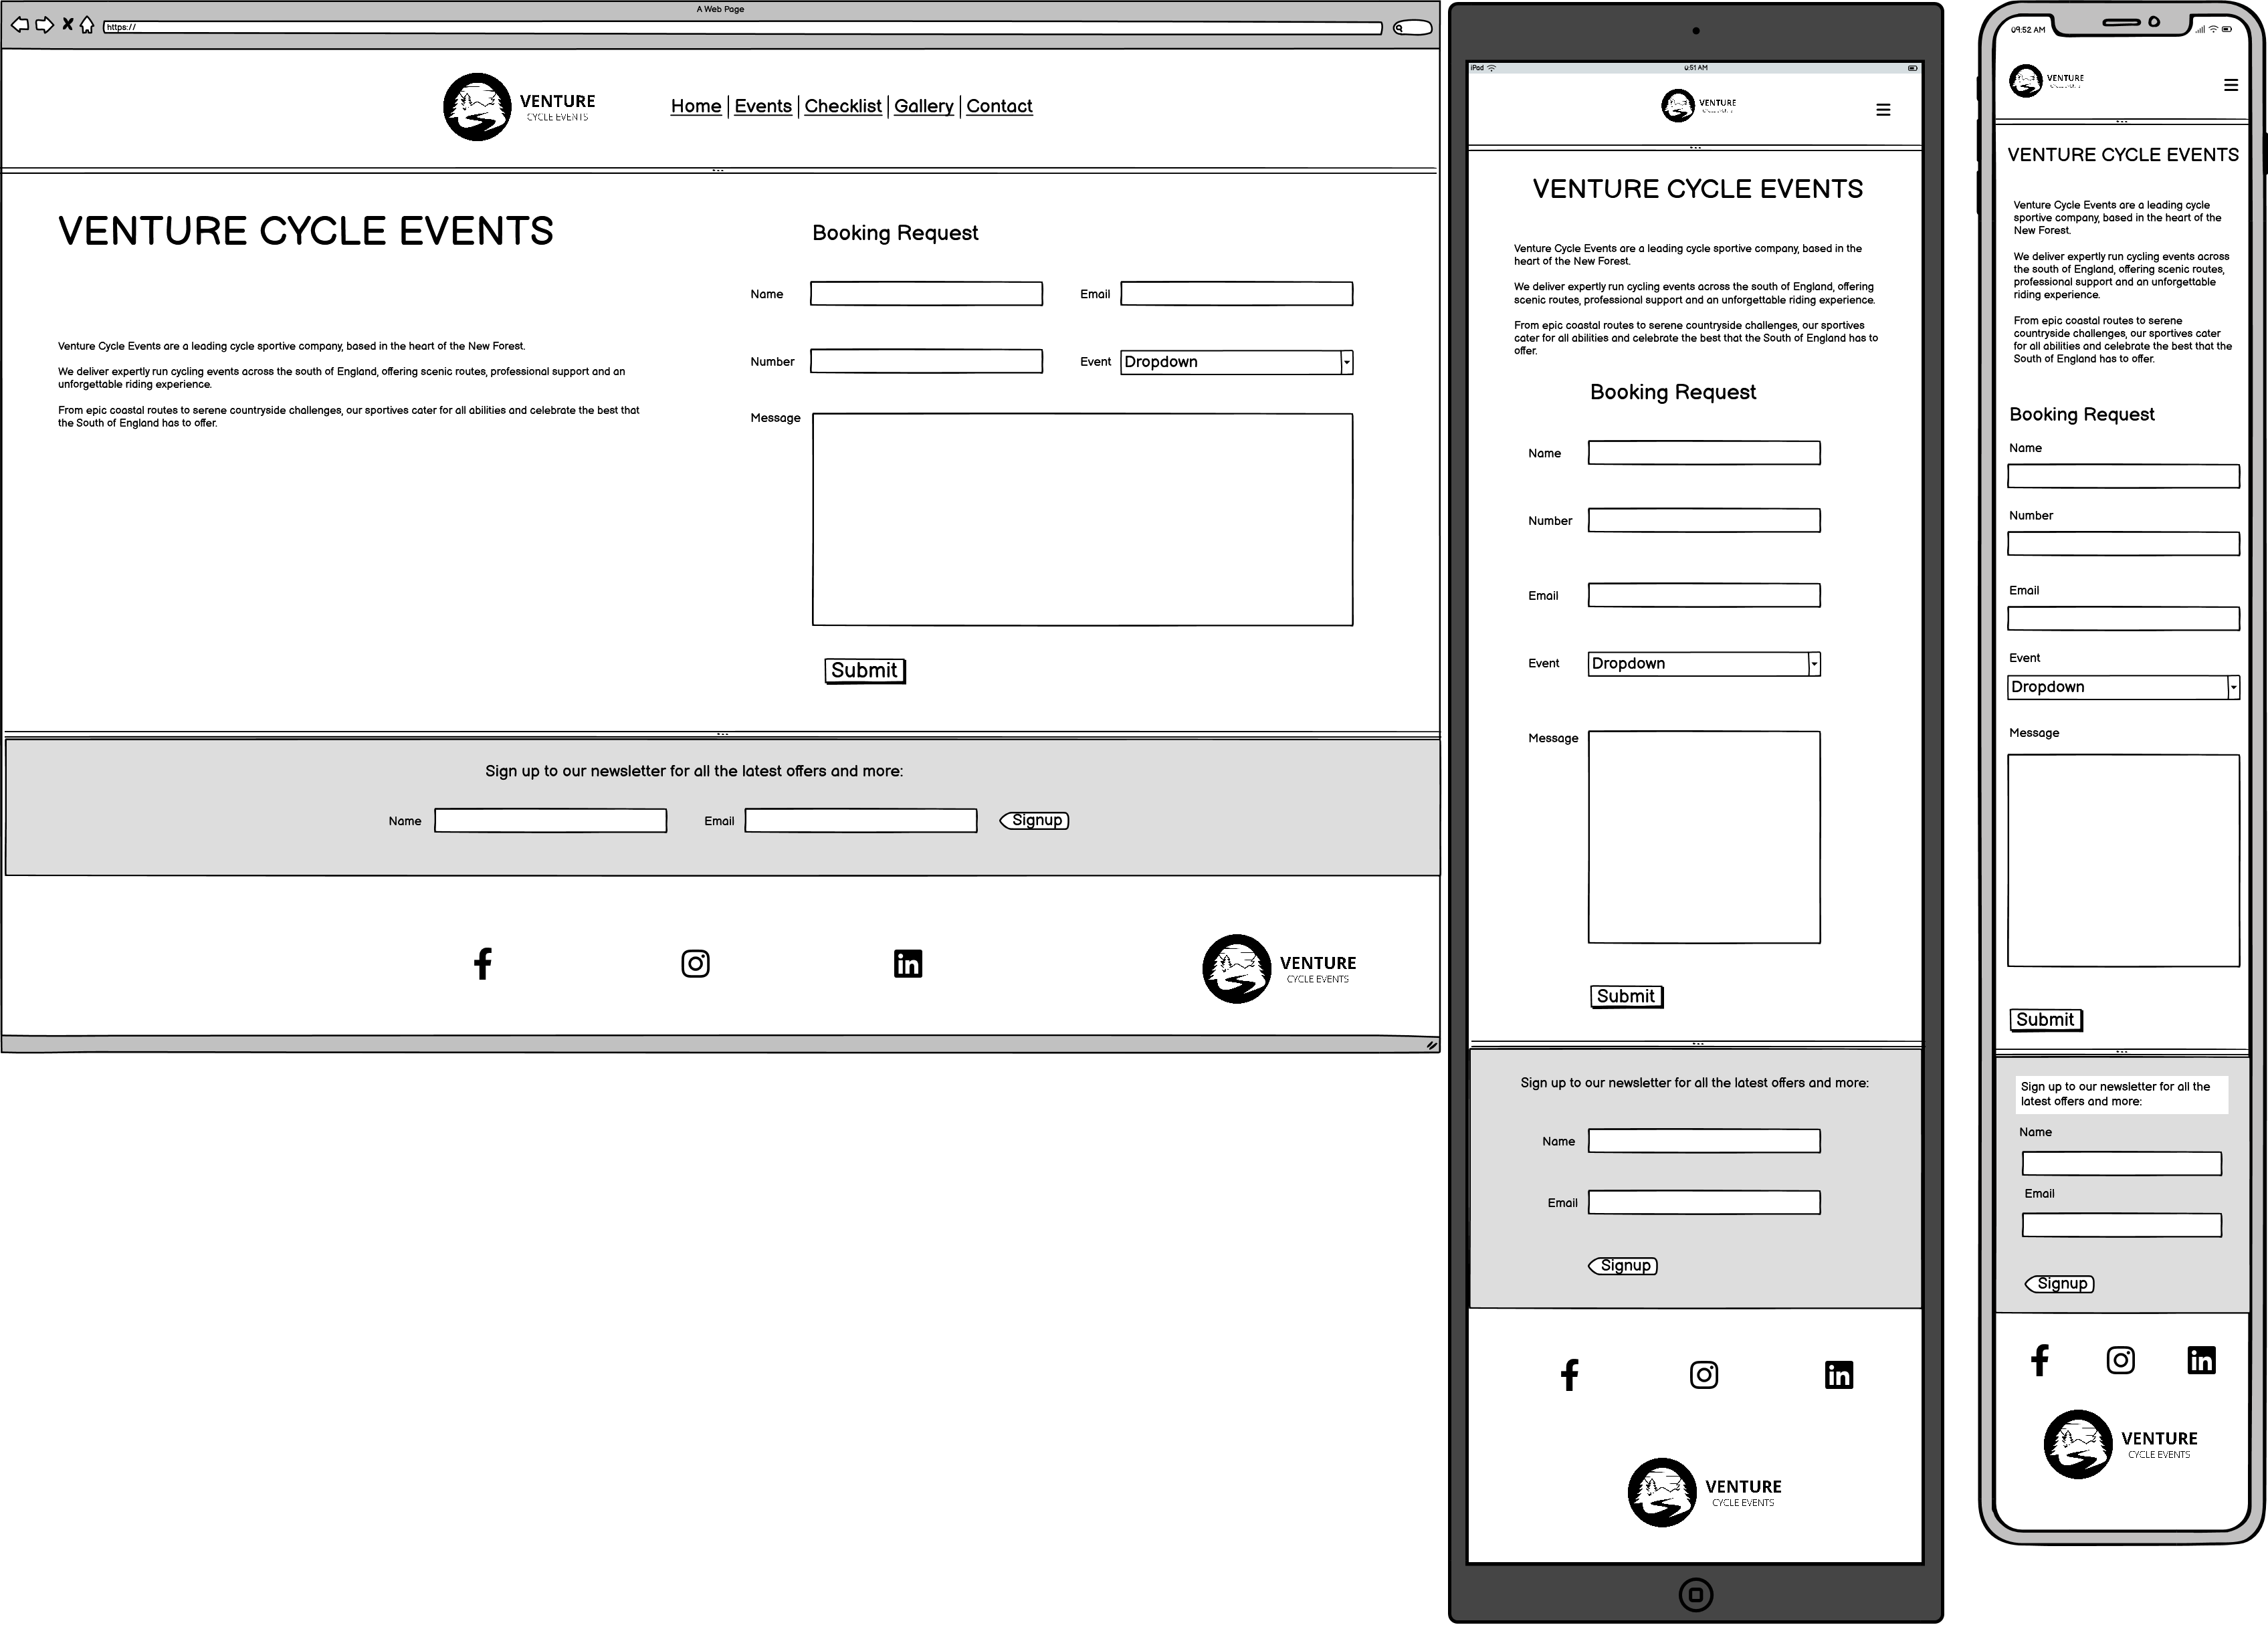 A Web Page
https://
VENTURE
CYCLE EVENTS
Home Events Checklist Gallery Contact
VENTURE CYCLE EVENTS
Venture Cycle Events are a leading cycle sportive company, based in the heart of the New Forest.
We deliver expertly run cycling events across the south of England, offering scenic routes, professional support and an
unforgettable riding experience.
From epic coastal routes to serene countryside challenges, our sportives cater for all abilities and celebrate the best that
the South of England has to offer.
Booking Request
Name
Email
Number
Event Dropdown
Message
Submit
Sign up to our newsletter for all the latest offers and more:
Name
Email
Signup
VENTURE
CYCLE EVENTS
iPad
9:51 AM
VENTURE
VENTURE CYCLE EVENTS
Venture Cycle Events are a leading cycle sportive company, based in the
heart of the New Forest.
We deliver expertly run cycling events across the south of England, offering
scenic routes, professional support and an unforgettable riding experience.
From epic coastal routes to serene countryside challenges, our sportives
cater for all abilities and celebrate the best that the South of England has to
offer.
Booking Request
Name
Number
Email
Event Dropdown
Message
Submit
Sign up to our newsletter for all the latest offers and more:
Name
Email
Signup
VENTURE
CYCLE EVENTS
09:52 AM
VENTURE
VENTURE CYCLE EVENTS
Venture Cycle Events are a leading cycle
sportive company, based in the heart of the
New Forest.
We deliver expertly run cycling events across
the south of England, offering scenic routes,
professional support and an unforgettable
riding experience.
From epic coastal routes to serene
countryside challenges, our sportives cater
for all abilities and celebrate the best that the
South of England has to offer.
Booking Request
Name
Number
Email
Event
Dropdown
Message
Submit
Sign up to our newsletter for all the
latest offers and more:
Name
Email
Signup
VENTURE
CYCLE EVENTS